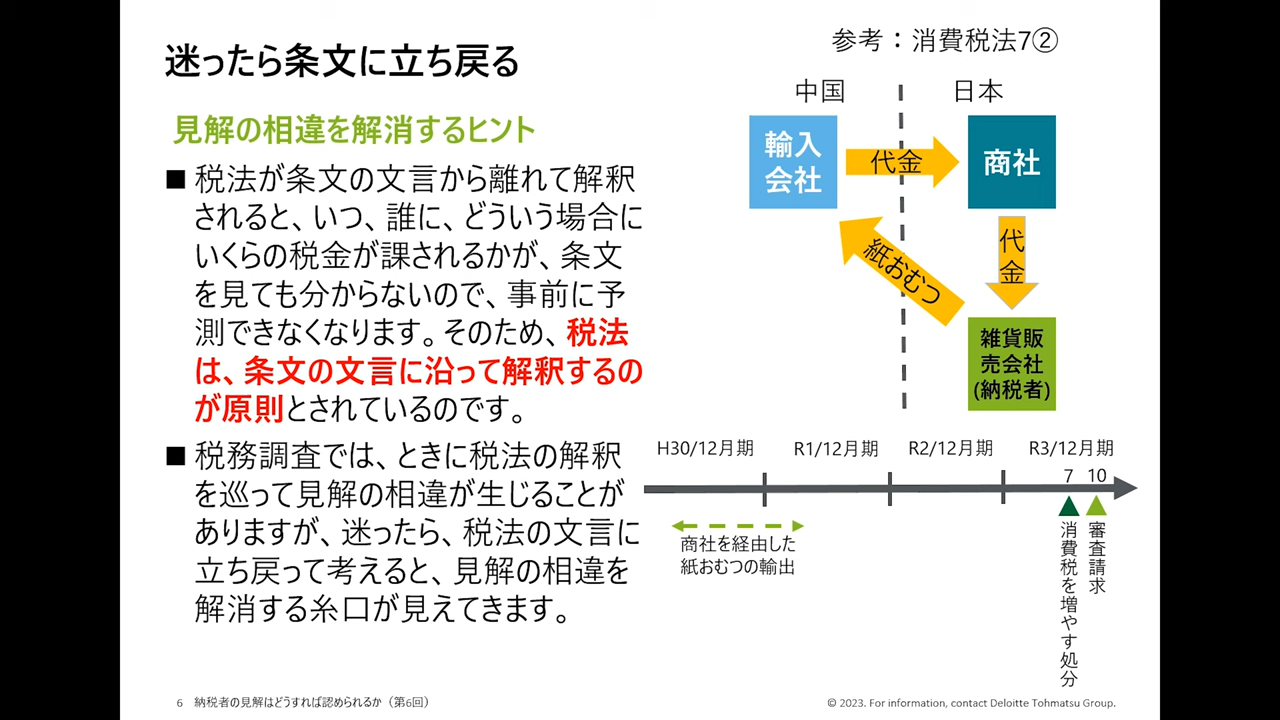 迷ったら条文に立ち戻る
見解の相違を解消するヒント
■ 税法が条文の文言から離れて解釈
されると、いつ、誰に、どういう場合に
いくらの税金が課されるかが、条文
を見ても分からないので、事前に予
測できなくなります。そのため、税法
は、条文の文言に沿って解釈するの
が原則とされているのです。
■ 税務調査では、ときに税法の解釈
を巡って見解の相違が生じることが
ありますが、迷ったら、税法の文言に
立ち戻って考えると、見解の相違を
解消する糸口が見えてきます。
参考：消費税法7②
中国
日本
輸入
会社
代金
商社
代
金
紙おむつ
雑貨販
売会社
(納税者)
H30/12月期
R1/12月期
R2/12月期
R3/12月期
7
10
商社を経由した
紙おむつの輸出
消費税を増やす処分
審査請求
6
納税者の見解はどうすれば認められるか（第6回）
© 2023. For information, contact Deloitte Tohmatsu Group.